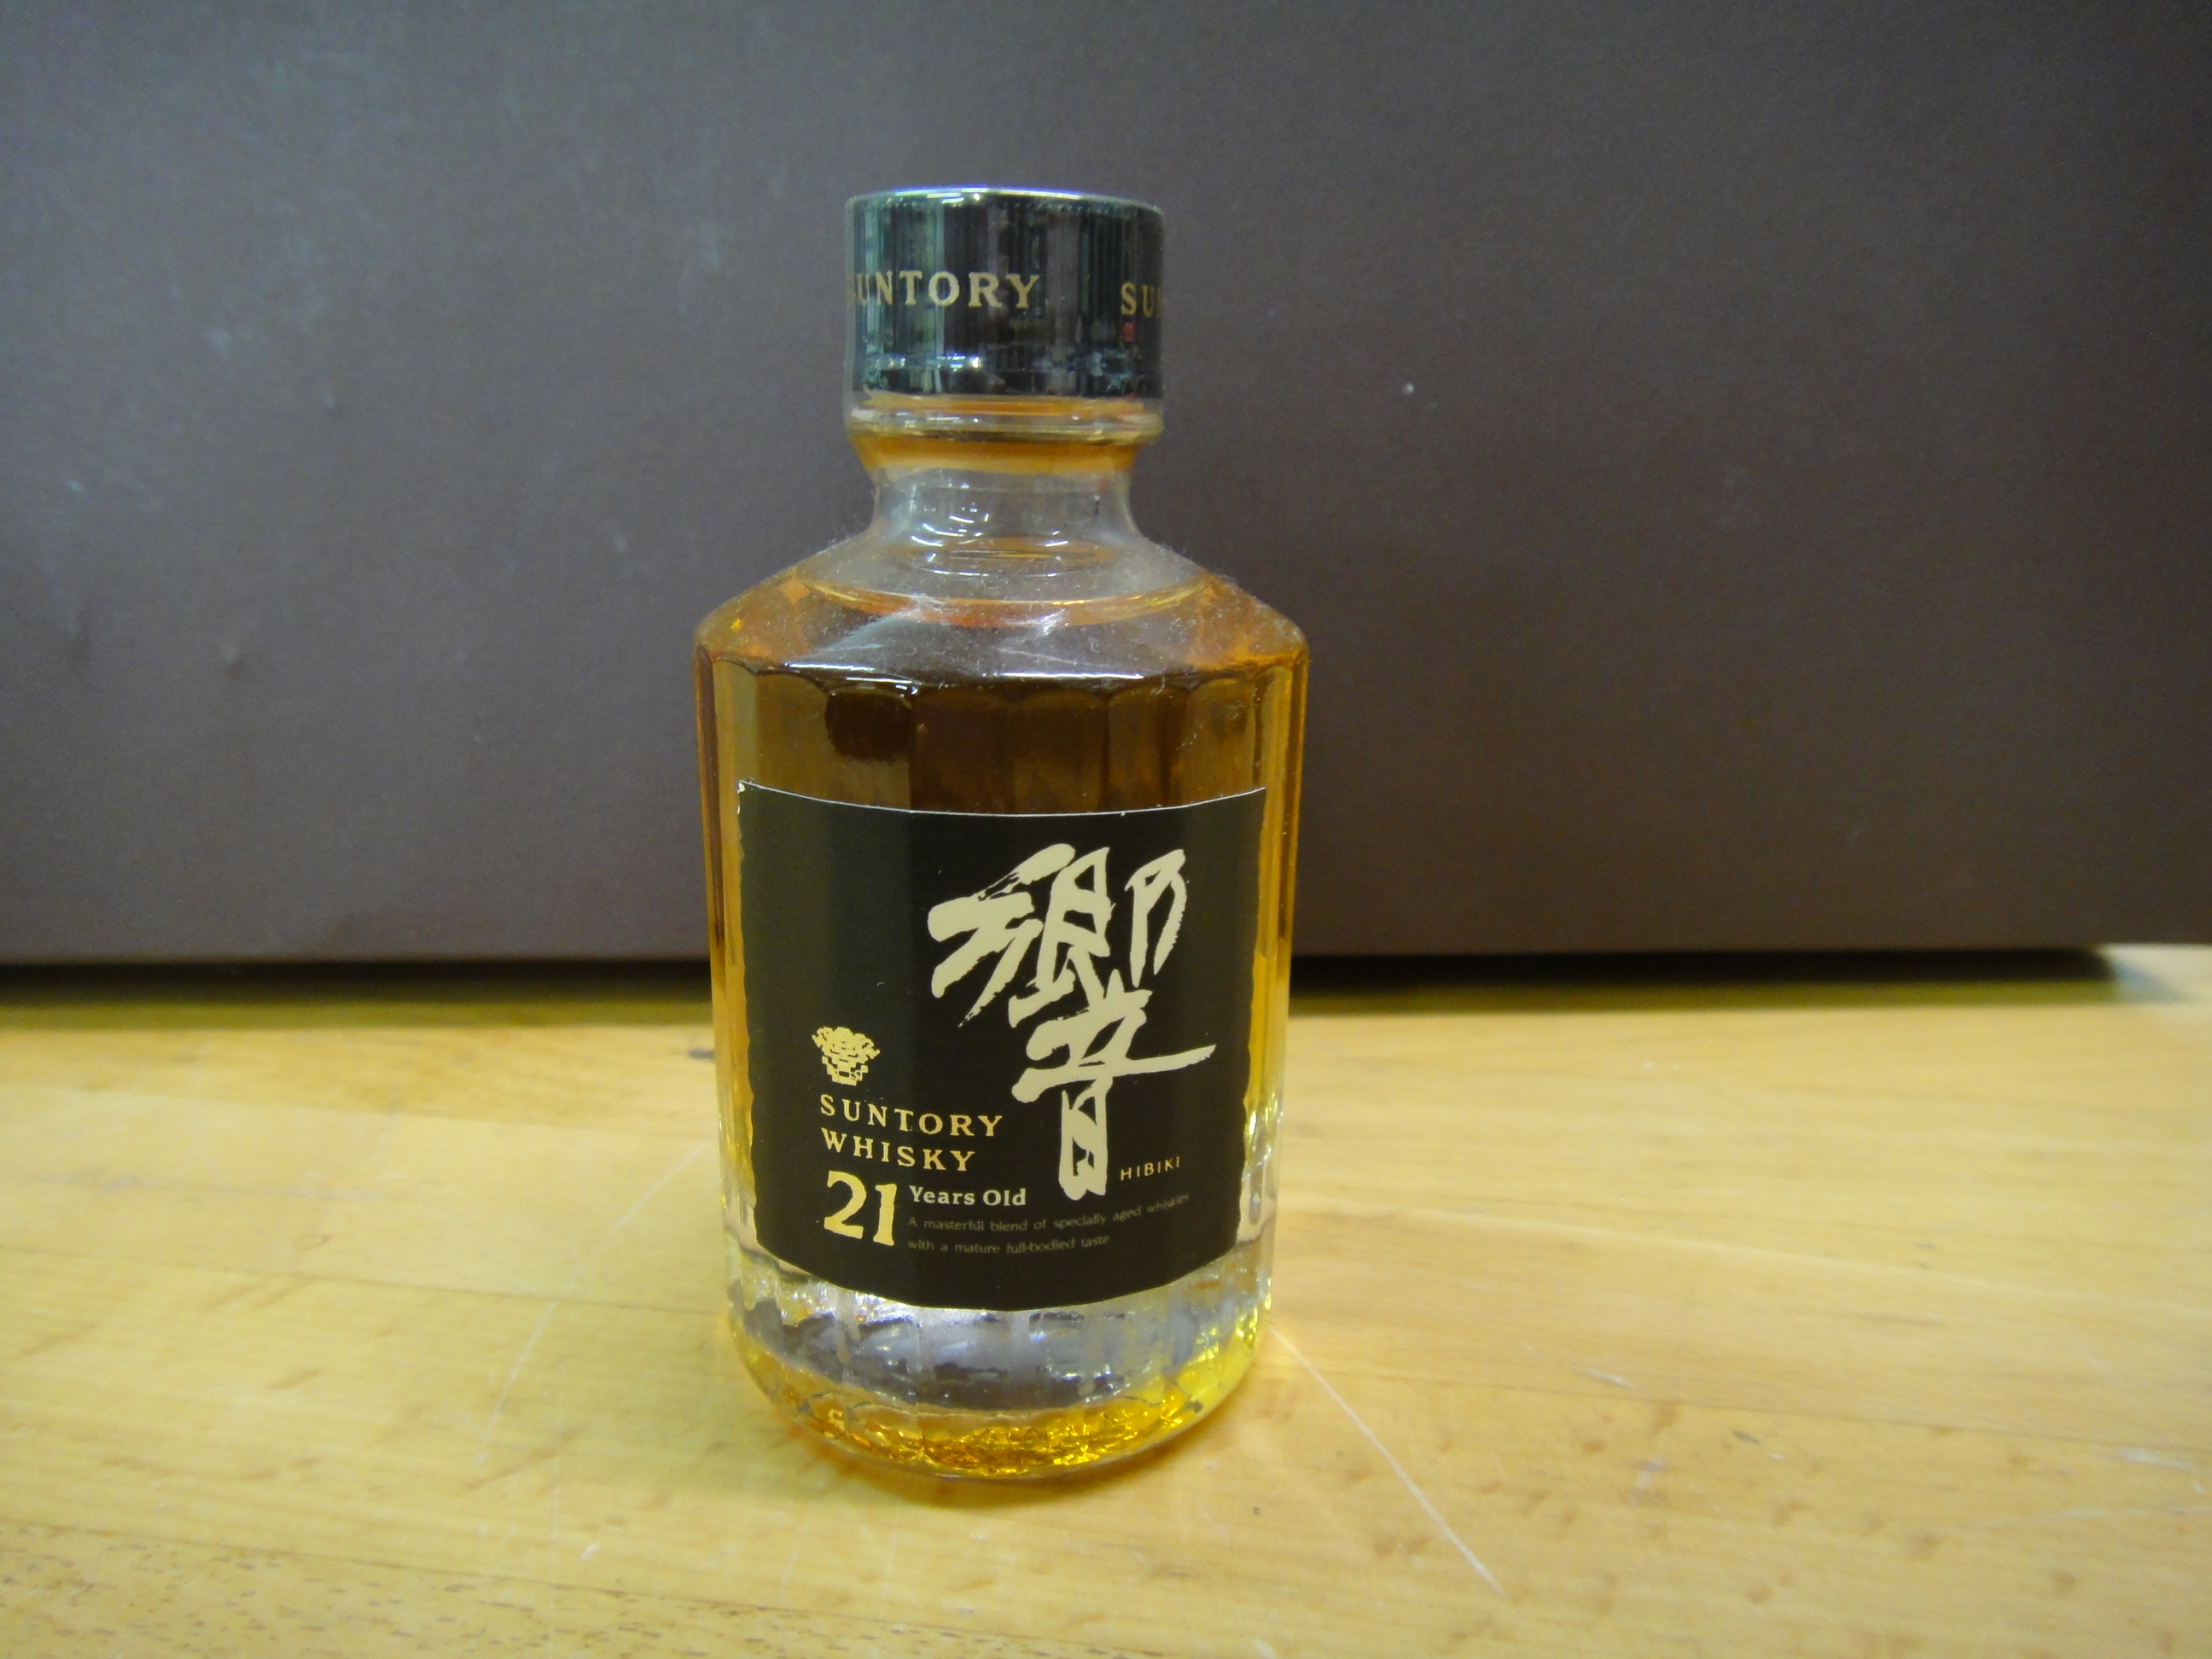 SUNTORY SU
響
SUNTORY
WHISKY
HIBIKI
21 Years Old
A masterful blend of specially aged whiskies
with a mature full-bodied taste